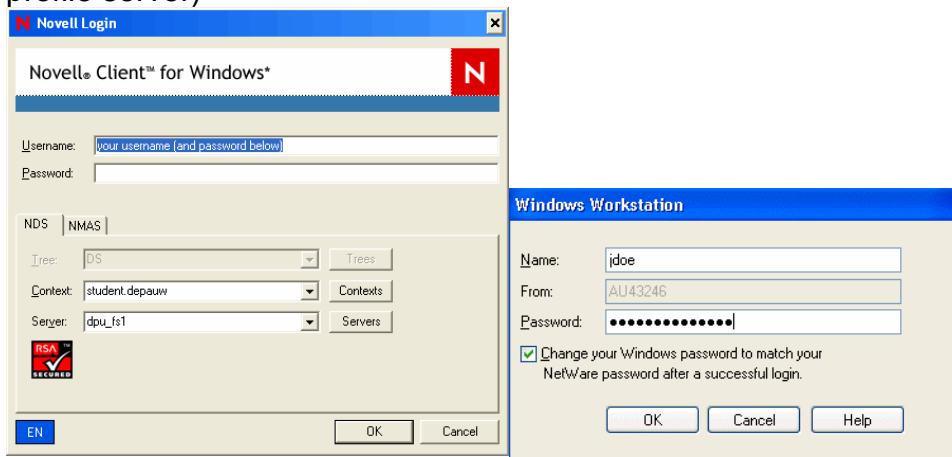 profile server)
N Novell Login
Novell® Client™ for Windows*
N
Username: your username (and password below)
Password:
NDS NMAS
Tree: DS Trees
Context: student.depauw Contexts
Server: dpu_fs1 Servers
RSA™
SECURED
EN OK Cancel
Windows Workstation
Name: jdoe
From: AU43246
Password: ●●●●●●●●●●●●●●
Change your Windows password to match your
NetWare password after a successful login.
OK Cancel Help